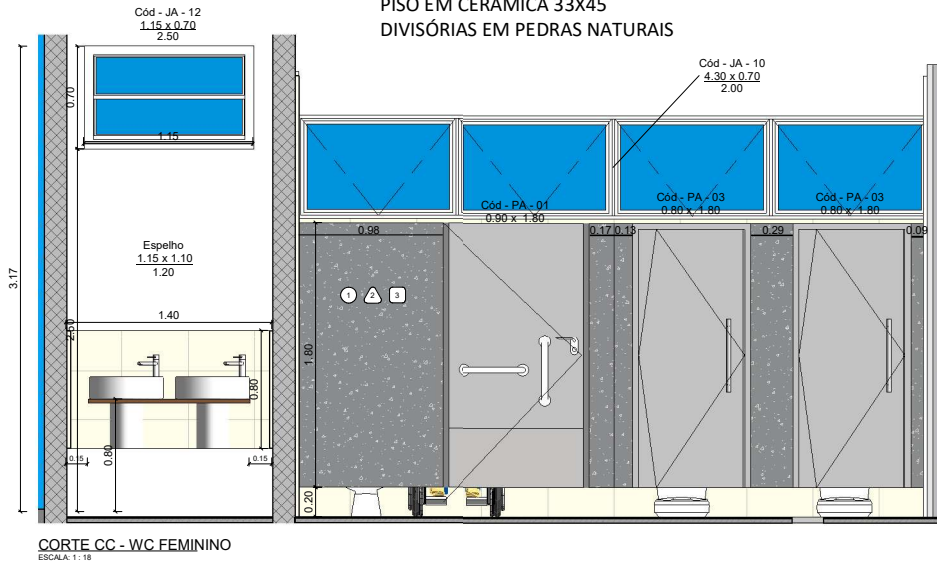 PISO EM CERAMICA 33X45
DIVISÓRIAS EM PEDRAS NATURAIS
Cód - JA - 12
1.15 x 0.70
2.50
Cód - JA - 10
4.30 x 0.70
2.00
0.70
1.15
Cód - PA - 01
0.90 x 1.80
Cód - PA - 03
0.80 x 1.80
Cód - PA - 03
0.80 x 1.80
0.98
0.17
0.13
0.29
0.09
Espelho
1.15 x 1.10
1.20
3.17
1
2
3
1.40
1.80
0.80
0.80
0.15
0.15
0.20
CORTE CC - WC FEMININO
ESCALA: 1 : 18